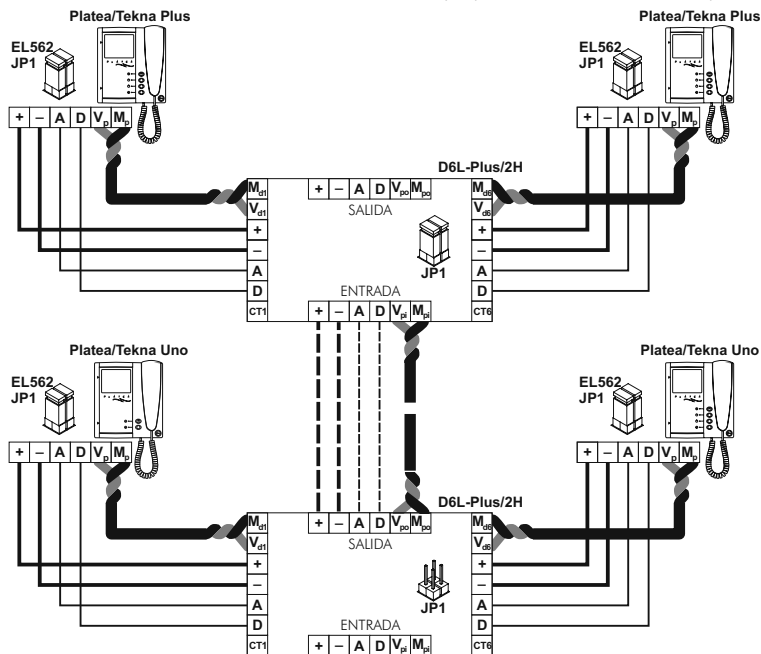 Platea/Tekna Plus
EL562
JP1
+ – A D Vp Mp
Platea/Tekna Plus
EL562
JP1
+ – A D Vp Mp
D6L-Plus/2H
+ – A D Vpo Mpo
SALIDA
Md1
Vd1
+
–
A
D
CT1
Md6
Vd6
+
–
A
D
CT6
JP1
ENTRADA
+ – A D Vpi Mpi
Platea/Tekna Uno
EL562
JP1
+ – A D Vp Mp
Platea/Tekna Uno
EL562
JP1
+ – A D Vp Mp
D6L-Plus/2H
+ – A D Vpo Mpo
SALIDA
Md1
Vd1
+
–
A
D
CT1
Md6
Vd6
+
–
A
D
CT6
JP1
ENTRADA
+ – A D Vpi Mpi